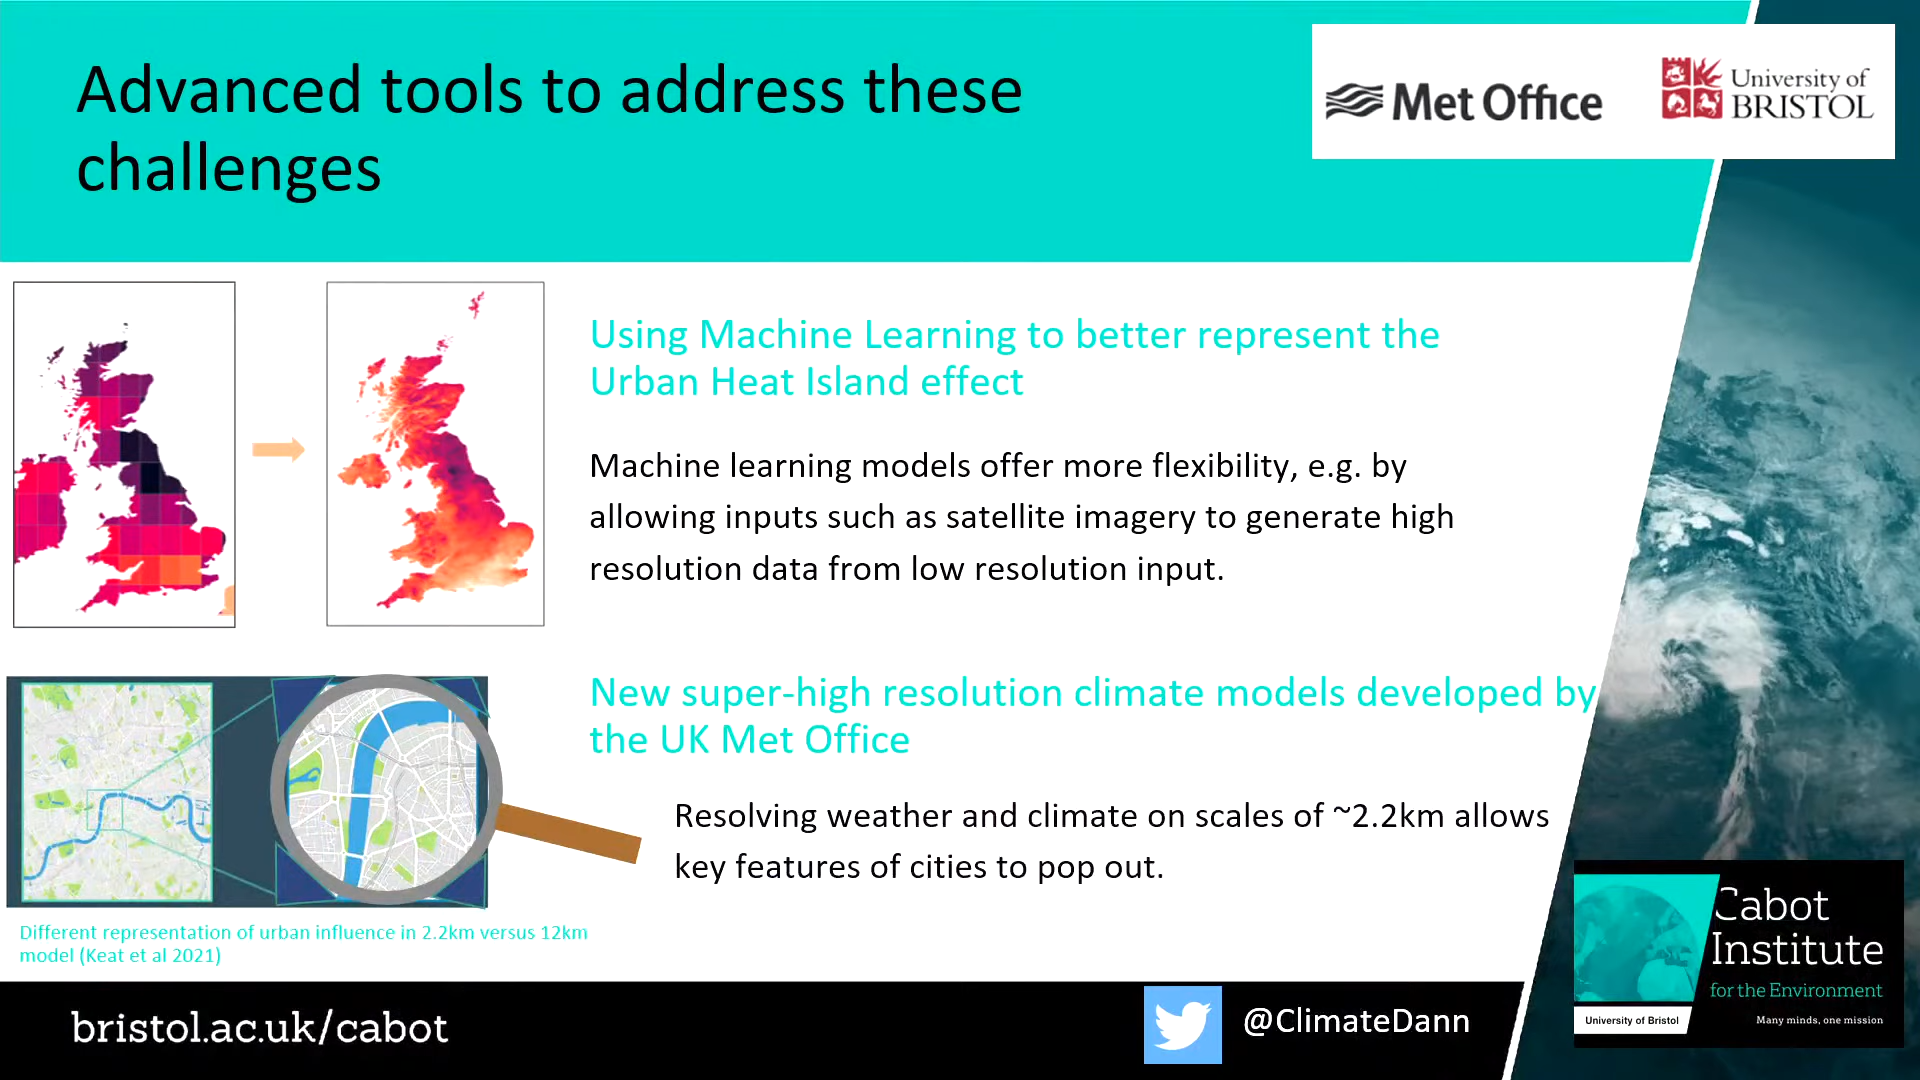 Advanced tools to address these
challenges
Met Office
University of
BRISTOL
Using Machine Learning to better represent the
Urban Heat Island effect
Machine learning models offer more flexibility, e.g. by
allowing inputs such as satellite imagery to generate high
resolution data from low resolution input.
New super-high resolution climate models developed by
the UK Met Office
Resolving weather and climate on scales of ~2.2km allows
key features of cities to pop out.
Different representation of urban influence in 2.2km versus 12km
model (Keat et al 2021)
bristol.ac.uk/cabot
@ClimateDann
Cabot
Institute
for the Environment
University of Bristol
Many minds, one mission